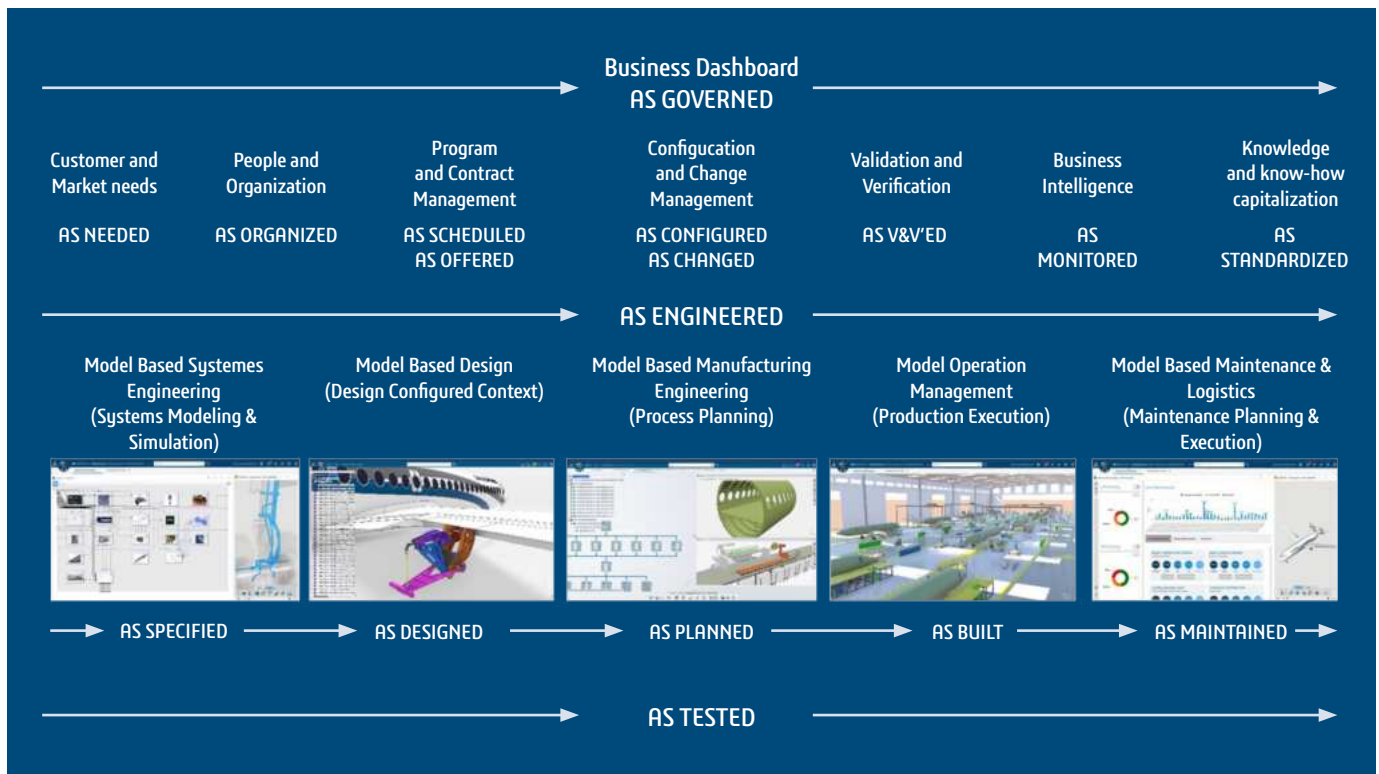 Business Dashboard
AS GOVERNED
Customer and
Market needs
AS NEEDED
People and
Organization
AS ORGANIZED
Program
and Contract
Management
AS SCHEDULED
AS OFFERED
Configucation
and Change
Management
AS CONFIGURED
AS CHANGED
Validation and
Verification
AS V&V'ED
Business
Intelligence
AS
MONITORED
Knowledge
and know-how
capitalization
AS
STANDARDIZED
AS ENGINEERED
Model Based Systemes
Engineering
(Systems Modeling &
Simulation)
Model Based Design
(Design Configured Context)
Model Based Manufacturing
Engineering
(Process Planning)
Model Operation
Management
(Production Execution)
Model Based Maintenance &
Logistics
(Maintenance Planning &
Execution)
AS SPECIFIED
AS DESIGNED
AS PLANNED
AS BUILT
AS MAINTAINED
AS TESTED